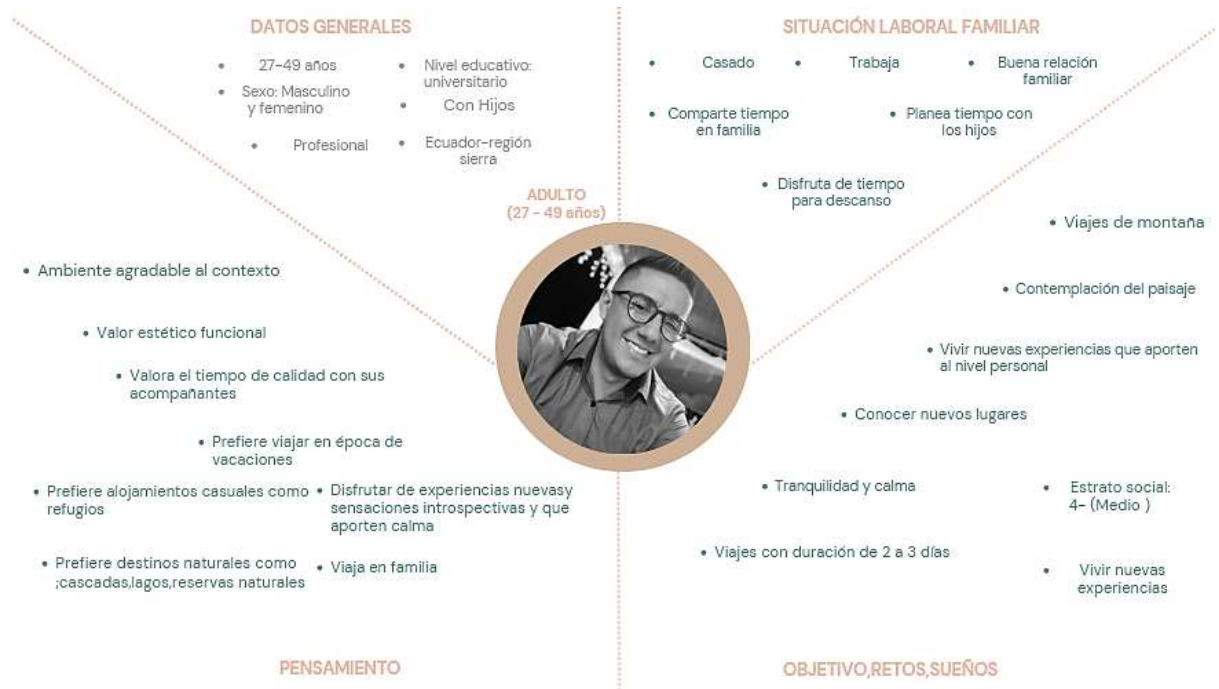 DATOS GENERALES
• 27-49 años
• Sexo: Masculino
y femenino
• Profesional
• Nivel educativo:
universitario
• Con Hijos
• Ecuador-región
sierra
SITUACIÓN LABORAL FAMILIAR
• Casado
• Trabaja
• Buena relación
familiar
• Comparte tiempo
en familia
• Planea tiempo con
los hijos
• Disfruta de tiempo
para descanso
ADULTO
(27 - 49 años)
• Ambiente agradable al contexto
• Valor estético funcional
• Valora el tiempo de calidad con sus
acompañantes
• Prefiere viajar en época de
vacaciones
• Prefiere alojamientos casuales como
refugios
• Disfrutar de experiencias nuevasy
sensaciones introspectivas y que
aporten calma
• Prefiere destinos naturales como
;cascadas,lagos,reservas naturales
• Viaja en familia
PENSAMIENTO
• Viajes de montaña
• Contemplación del paisaje
• Vivir nuevas experiencias que aporten
al nivel personal
• Conocer nuevos lugares
• Tranquilidad y calma
• Estrato social:
4- (Medio )
• Viajes con duración de 2 a 3 días
• Vivir nuevas
experiencias
OBJETIVO,RETOS,SUEÑOS